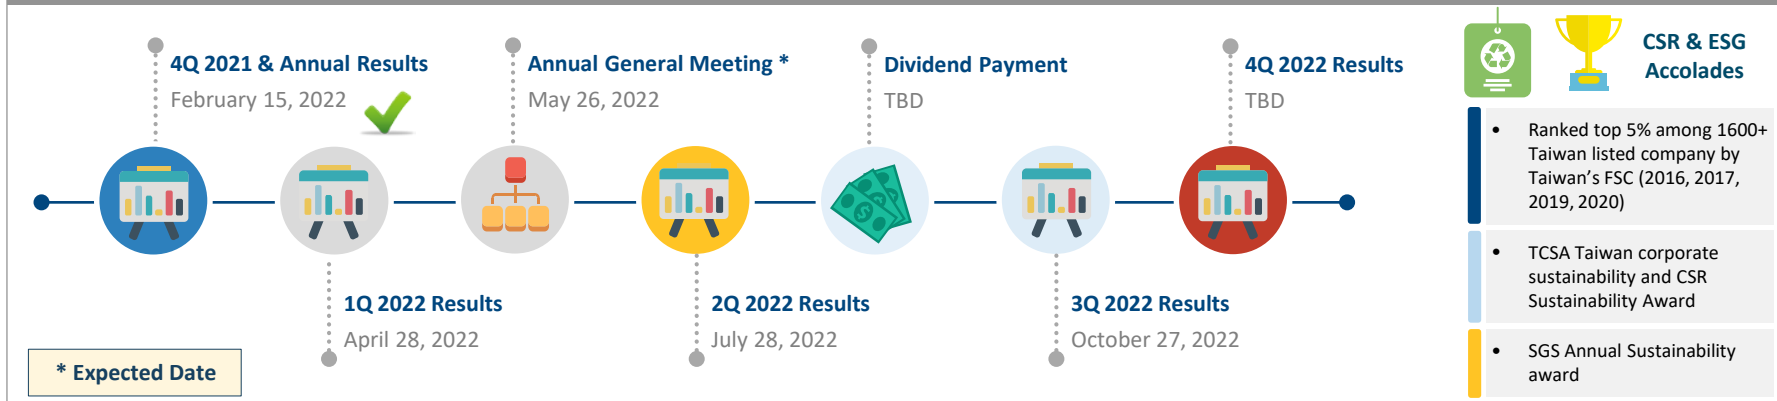 4Q 2021 & Annual Results
February 15, 2022
Annual General Meeting *
May 26, 2022
Dividend Payment
TBD
4Q 2022 Results
TBD
1Q 2022 Results
April 28, 2022
2Q 2022 Results
July 28, 2022
3Q 2022 Results
October 27, 2022
* Expected Date
CSR & ESG
Accolades
• Ranked top 5% among 1600+
Taiwan listed company by
Taiwan’s FSC (2016, 2017,
2019, 2020)
• TCSA Taiwan corporate
sustainability and CSR
Sustainability Award
• SGS Annual Sustainability
award